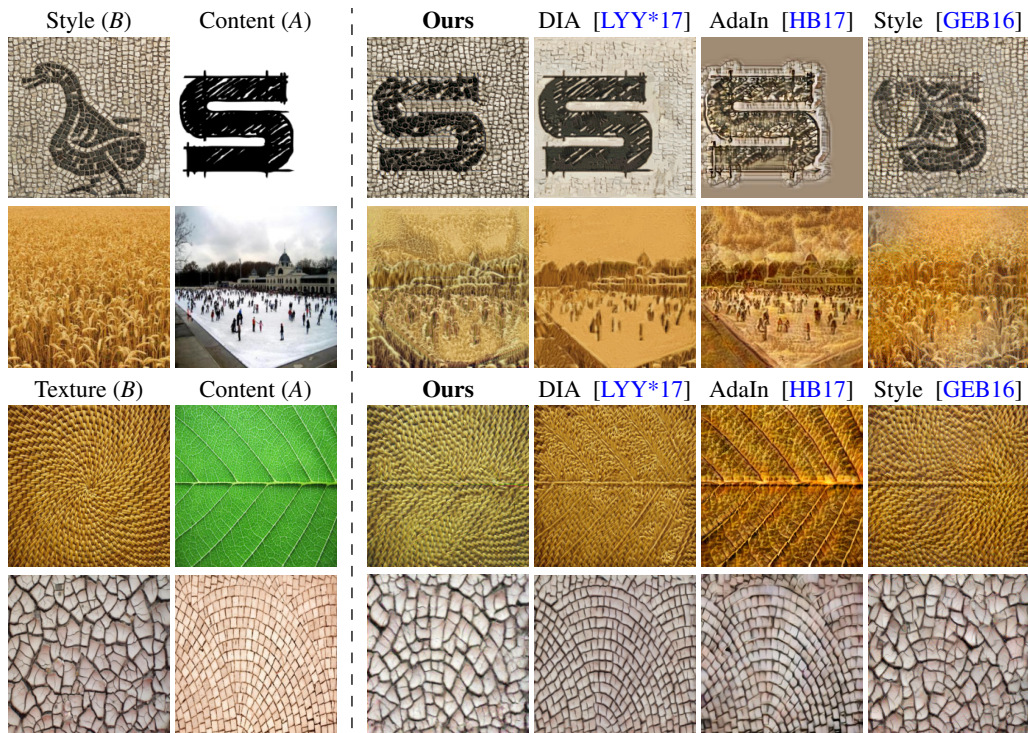 Style (B) Content (A) Ours DIA [LYY*17] AdaIn [HB17] Style [GEB16]
Texture (B) Content (A) Ours DIA [LYY*17] AdaIn [HB17] Style [GEB16]